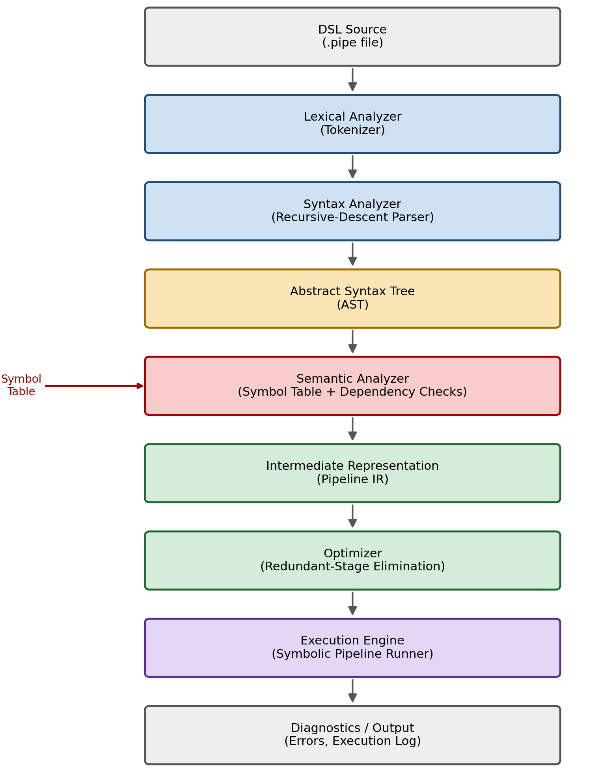 DSL Source
(.pipe file)
Lexical Analyzer
(Tokenizer)
Syntax Analyzer
(Recursive-Descent Parser)
Abstract Syntax Tree
(AST)
Symbol
Table
Semantic Analyzer
(Symbol Table + Dependency Checks)
Intermediate Representation
(Pipeline IR)
Optimizer
(Redundant-Stage Elimination)
Execution Engine
(Symbolic Pipeline Runner)
Diagnostics / Output
(Errors, Execution Log)